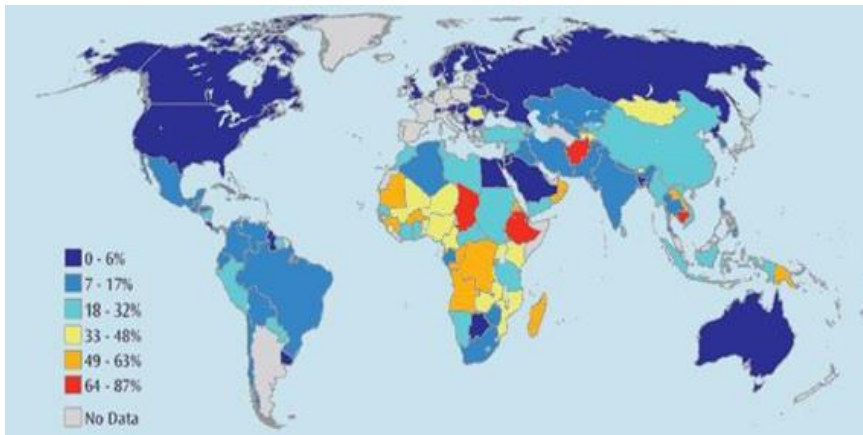 0 - 6%
7 - 17%
18 - 32%
33 - 48%
49 - 63%
64 - 87%
No Data